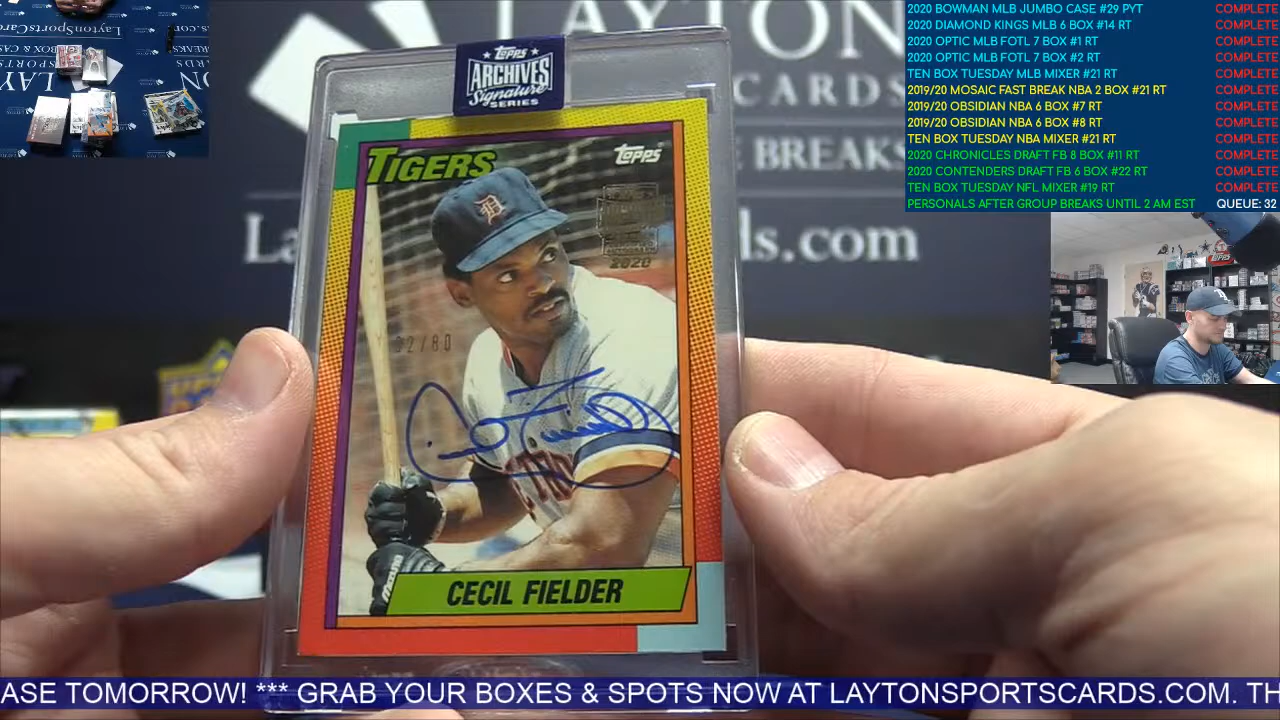 2020 BOWMAN MLB JUMBO CASE #29 PYT COMPLETE
2020 DIAMOND KINGS MLB 6 BOX #14 RT COMPLETE
2020 OPTIC MLB FOTL 7 BOX #1 RT COMPLETE
2020 OPTIC MLB FOTL 7 BOX #2 RT COMPLETE
TEN BOX TUESDAY MLB MIXER #21 RT COMPLETE
2019/20 MOSAIC FAST BREAK NBA 2 BOX #21 RT COMPLETE
2019/20 OBSIDIAN NBA 6 BOX #7 RT COMPLETE
2019/20 OBSIDIAN NBA 6 BOX #8 RT COMPLETE
TEN BOX TUESDAY NBA MIXER #21 RT COMPLETE
2020 CHRONICLES DRAFT FB 8 BOX #11 RT COMPLETE
2020 CONTENDERS DRAFT FB 6 BOX #22 RT COMPLETE
TEN BOX TUESDAY NFL MIXER #19 RT COMPLETE
PERSONALS AFTER GROUP BREAKS UNTIL 2 AM EST QUEUE: 32
LAYTON
CARDS
BREAKS
ds.com
Topps
ARCHIVES
Signature
SERIES
TIGERS
Topps
2020
/80
CECIL FIELDER
ASE TOMORROW! *** GRAB YOUR BOXES & SPOTS NOW AT LAYTONSPORTSCARDS.COM. TH